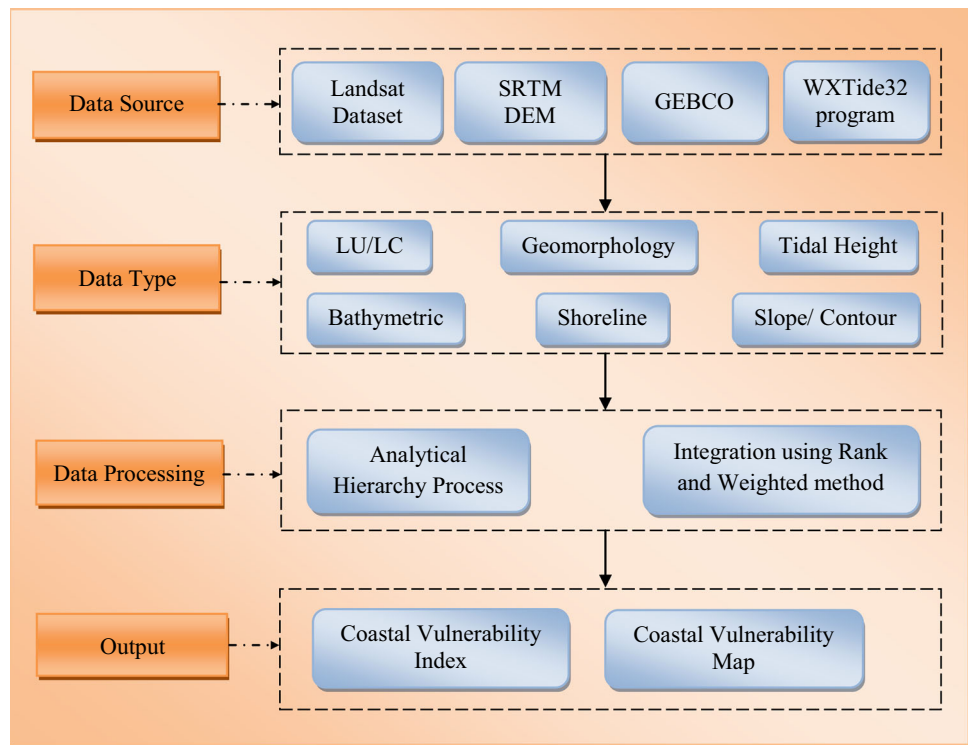 Data Source
Landsat
Dataset
SRTM
DEM
GEBCO
WXTide32
program
Data Type
LU/LC
Geomorphology
Tidal Height
Bathymetric
Shoreline
Slope/ Contour
Data Processing
Analytical
Hierarchy Process
Integration using Rank
and Weighted method
Output
Coastal Vulnerability
Index
Coastal Vulnerability
Map